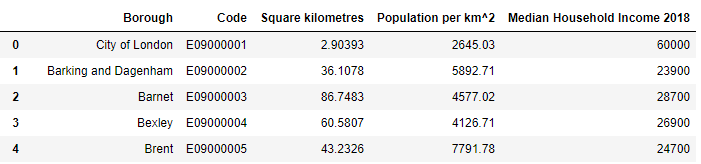 Borough Code Square kilometres Population per km^2 Median Household Income 2018
0 City of London E09000001 2.90393 2645.03 60000
1 Barking and Dagenham E09000002 36.1078 5892.71 23900
2 Barnet E09000003 86.7483 4577.02 28700
3 Bexley E09000004 60.5807 4126.71 26900
4 Brent E09000005 43.2326 7791.78 24700